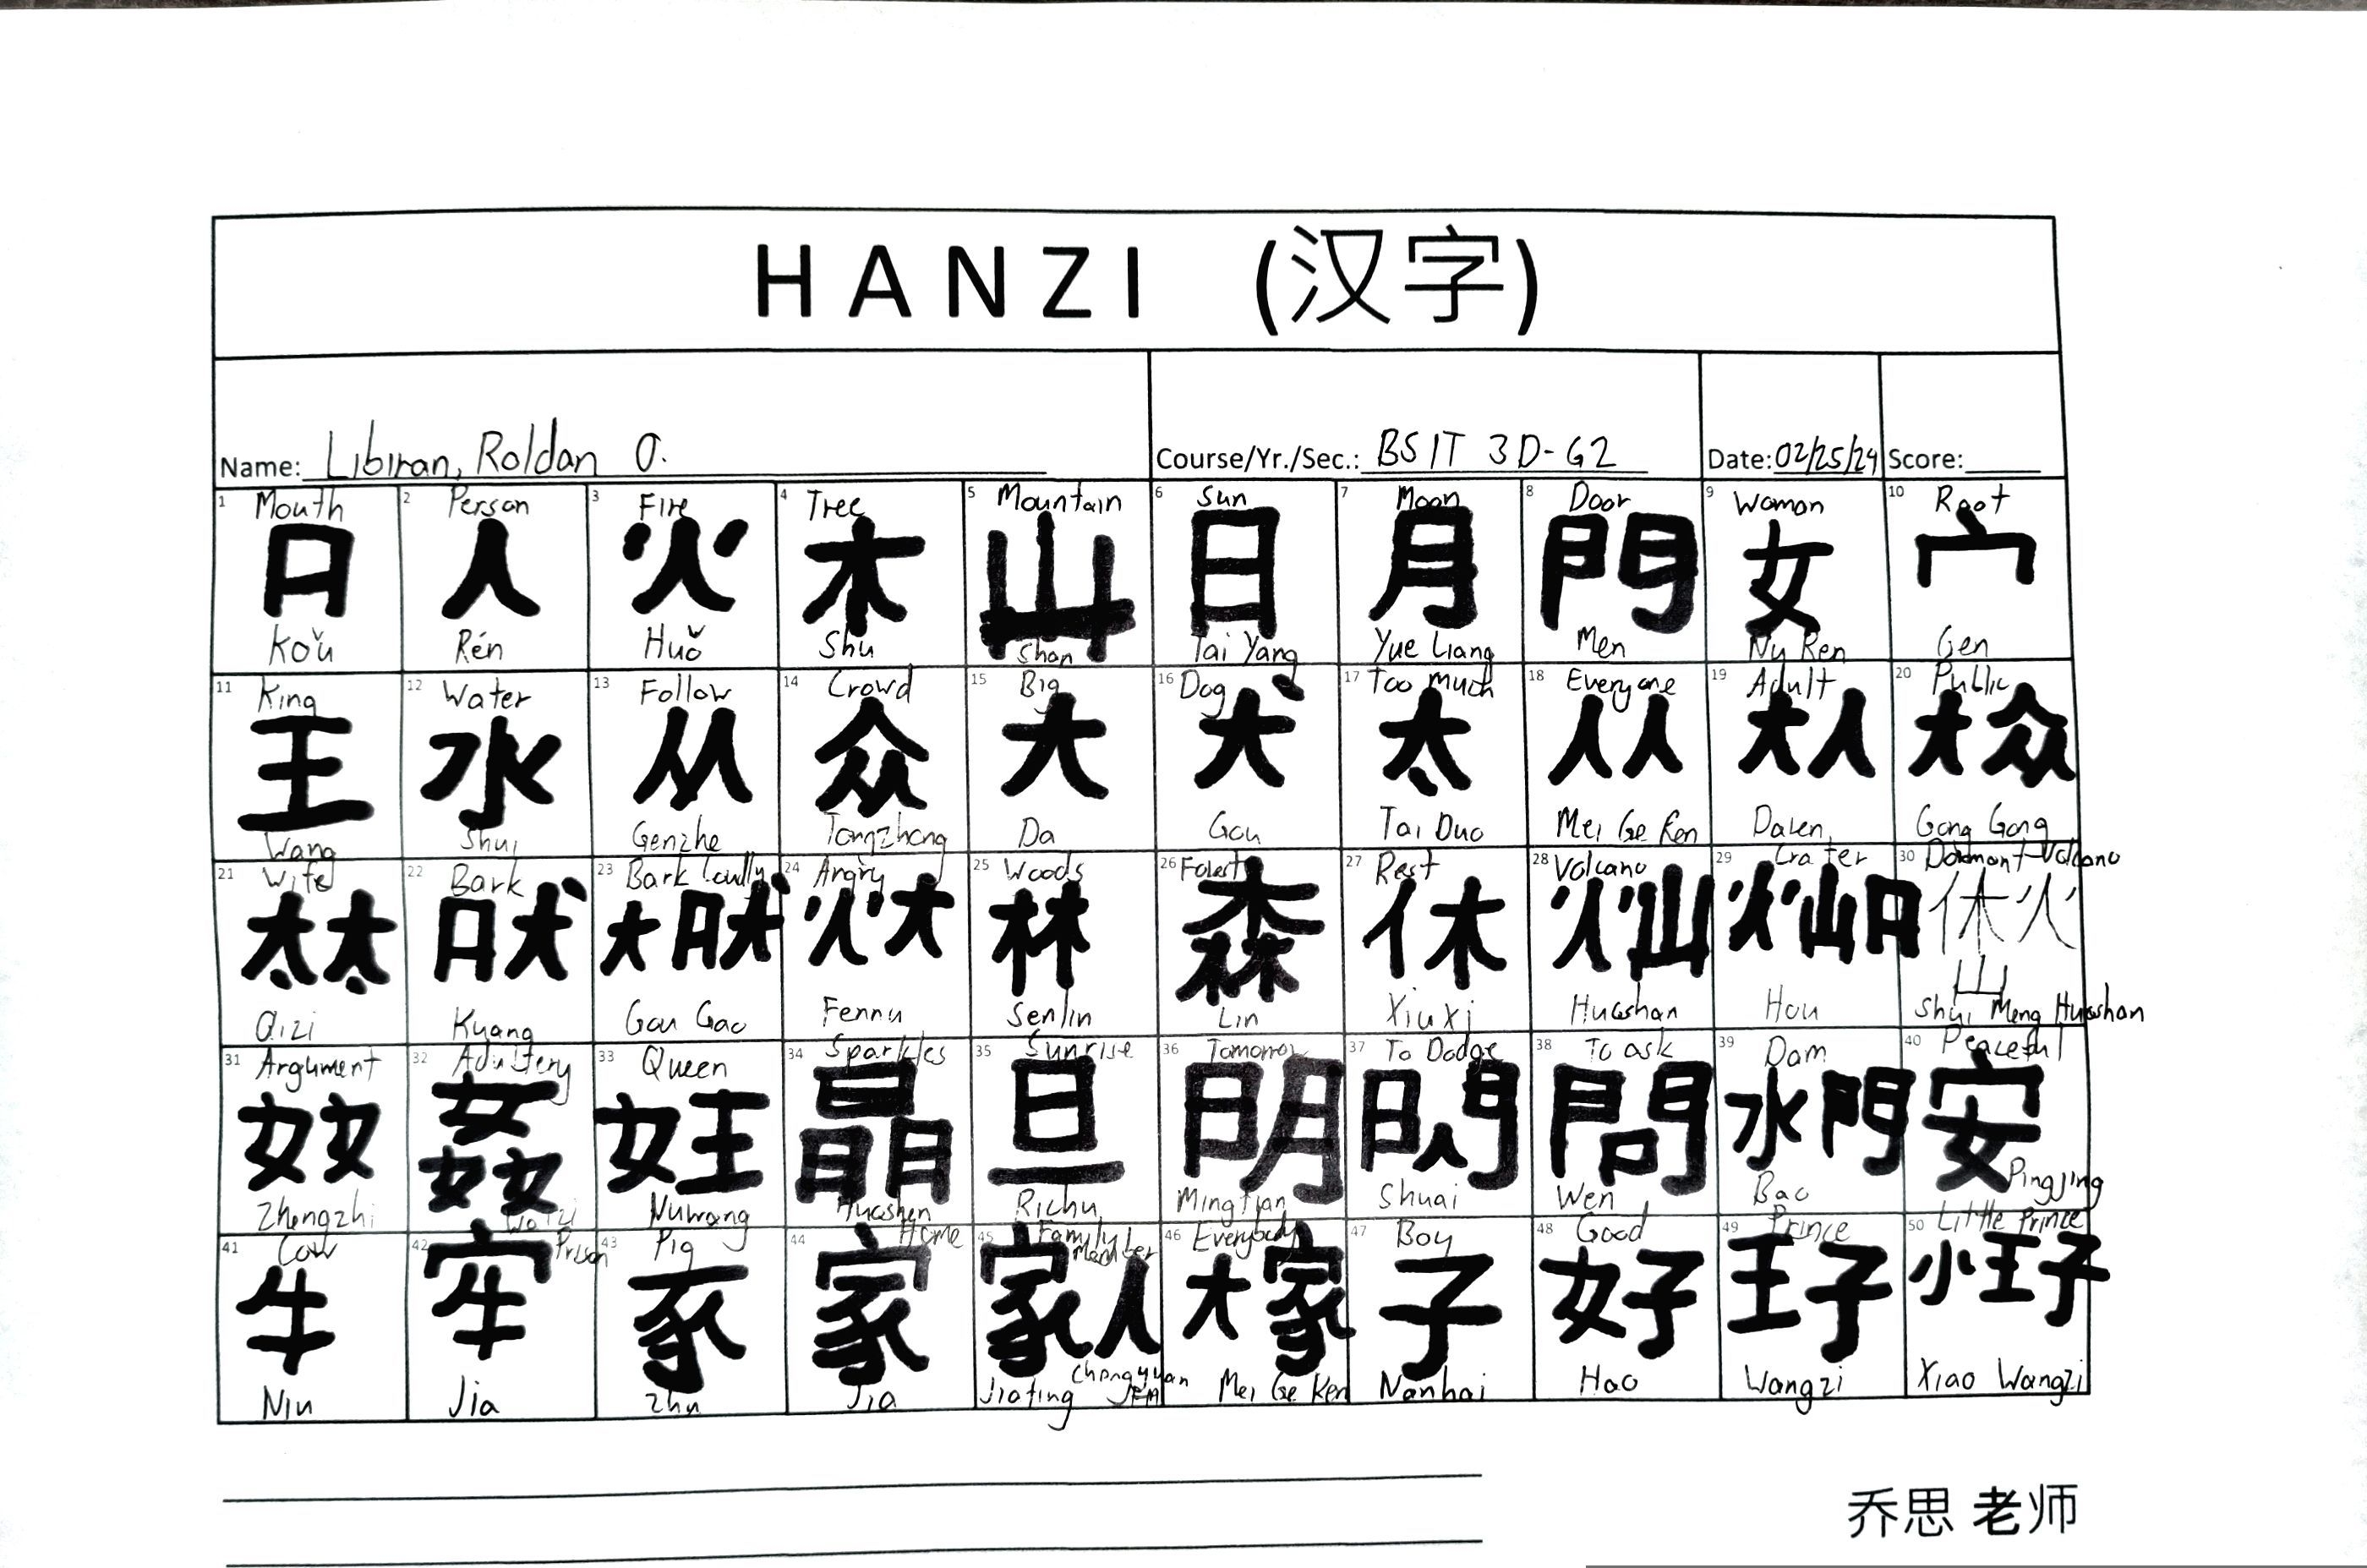 HANZI (汉字)
Name: Libiran, Roldan O. Course/Yr./Sec.: BSIT 3D-G2 Date: 02/25/24 Score:
1 Mouth 2 Person 3 Fire 4 Tree 5 Mountain 6 Sun 7 Moon 8 Door 9 Woman 10 Root
口 人 火 木 山 日 月 門 女 宀
Kǒu Rén Huǒ Shu Shan Tai Yang Yue Liang Men Nu Ren Gen
11 King 12 Water 13 Follow 14 Crowd 15 Big 16 Dog 17 Too much 18 Everyone 19 Adult 20 Public
王 水 从 众 大 犬 太 人人 大人 大众
Wang Shui Genzhe Tongzhong Da Gou Tai Duo Mei Ge Ren Daren Gong Gong
21 Wife 22 Bark 23 Bark loudly 24 Angry 25 Woods 26 Forest 27 Rest 28 Volcano 29 Crater 30 Dormant Volcano
太太 吠 大吠 火大 林 森 休 火山 火山口 休火山
Qizi Kuang Gou Gao Fennu Senlin Lin Xiuxi Huoshan Hou Shui Meng Huoshan
31 Argument 32 Adultery 33 Queen 34 Sparkles 35 Sunrise 36 Tomorrow 37 To Dodge 38 To ask 39 Dam 40 Peaceful
奻 姦 女王 晶 旦 明 閃 問 水門 安
Zhengzhi Nuwang Huoshen Richu Mingtian Shuai Wen Bao Pingjing
41 Cow 42 Prison 43 Pig 44 Home 45 Family Member 46 Everybody 47 Boy 48 Good 49 Prince 50 Little Prince
牛 牢 豕 家 家人 大家 子 好 王子 小王子
Niu Jia Zhu Jia Jiating Chengyuan Mei Ge Ren Nanhai Hao Wangzi Xiao Wangzi
乔思 老师